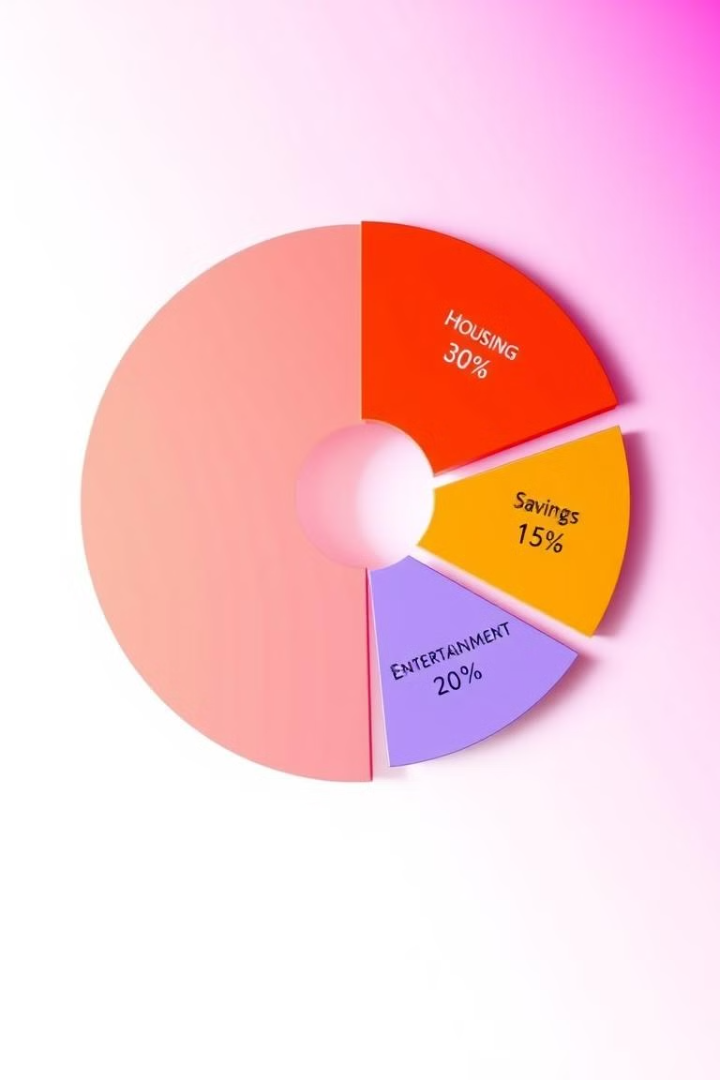 HOUSING
30%
Savings
15%
ENTERTAINMENT
20%